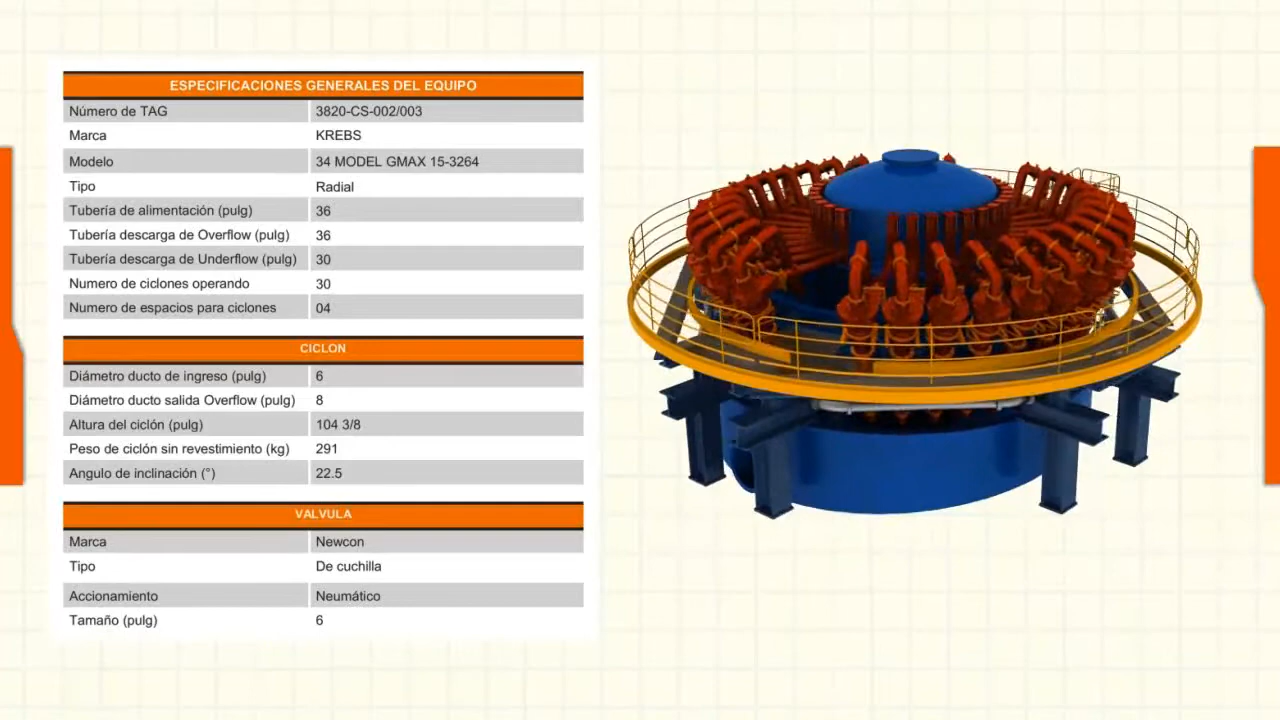 ESPECIFICACIONES GENERALES DEL EQUIPO
Número de TAG 3820-CS-002/003
Marca KREBS
Modelo 34 MODEL GMAX 15-3264
Tipo Radial
Tubería de alimentación (pulg) 36
Tubería descarga de Overflow (pulg) 36
Tubería descarga de Underflow (pulg) 30
Numero de ciclones operando 30
Numero de espacios para ciclones 04
CICLON
Diámetro ducto de ingreso (pulg) 6
Diámetro ducto salida Overflow (pulg) 8
Altura del ciclón (pulg) 104 3/8
Peso de ciclón sin revestimiento (kg) 291
Angulo de inclinación (°) 22.5
VALVULA
Marca Newcon
Tipo De cuchilla
Accionamiento Neumático
Tamaño (pulg) 6